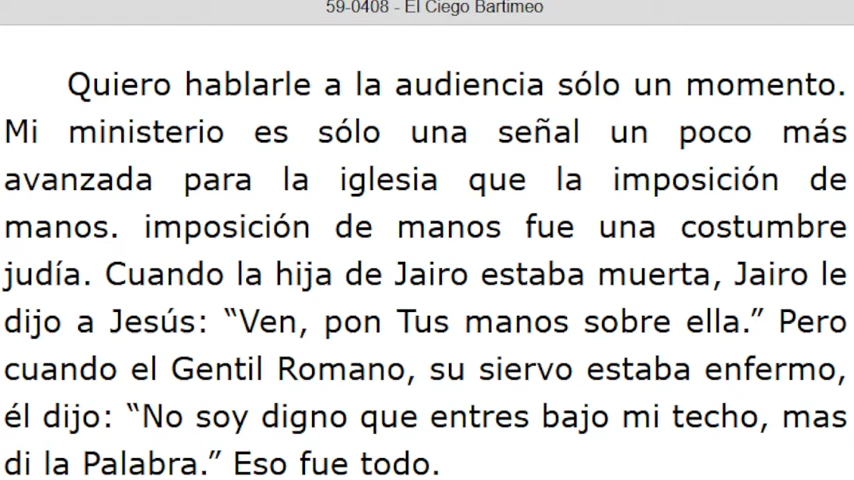 59-0408 - El Ciego Bartimeo
Quiero hablarle a la audiencia sólo un momento.
Mi ministerio es sólo una señal un poco más
avanzada para la iglesia que la imposición de
manos. imposición de manos fue una costumbre
judía. Cuando la hija de Jairo estaba muerta, Jairo le
dijo a Jesús: “Ven, pon Tus manos sobre ella.” Pero
cuando el Gentil Romano, su siervo estaba enfermo,
él dijo: “No soy digno que entres bajo mi techo, mas
di la Palabra.” Eso fue todo.